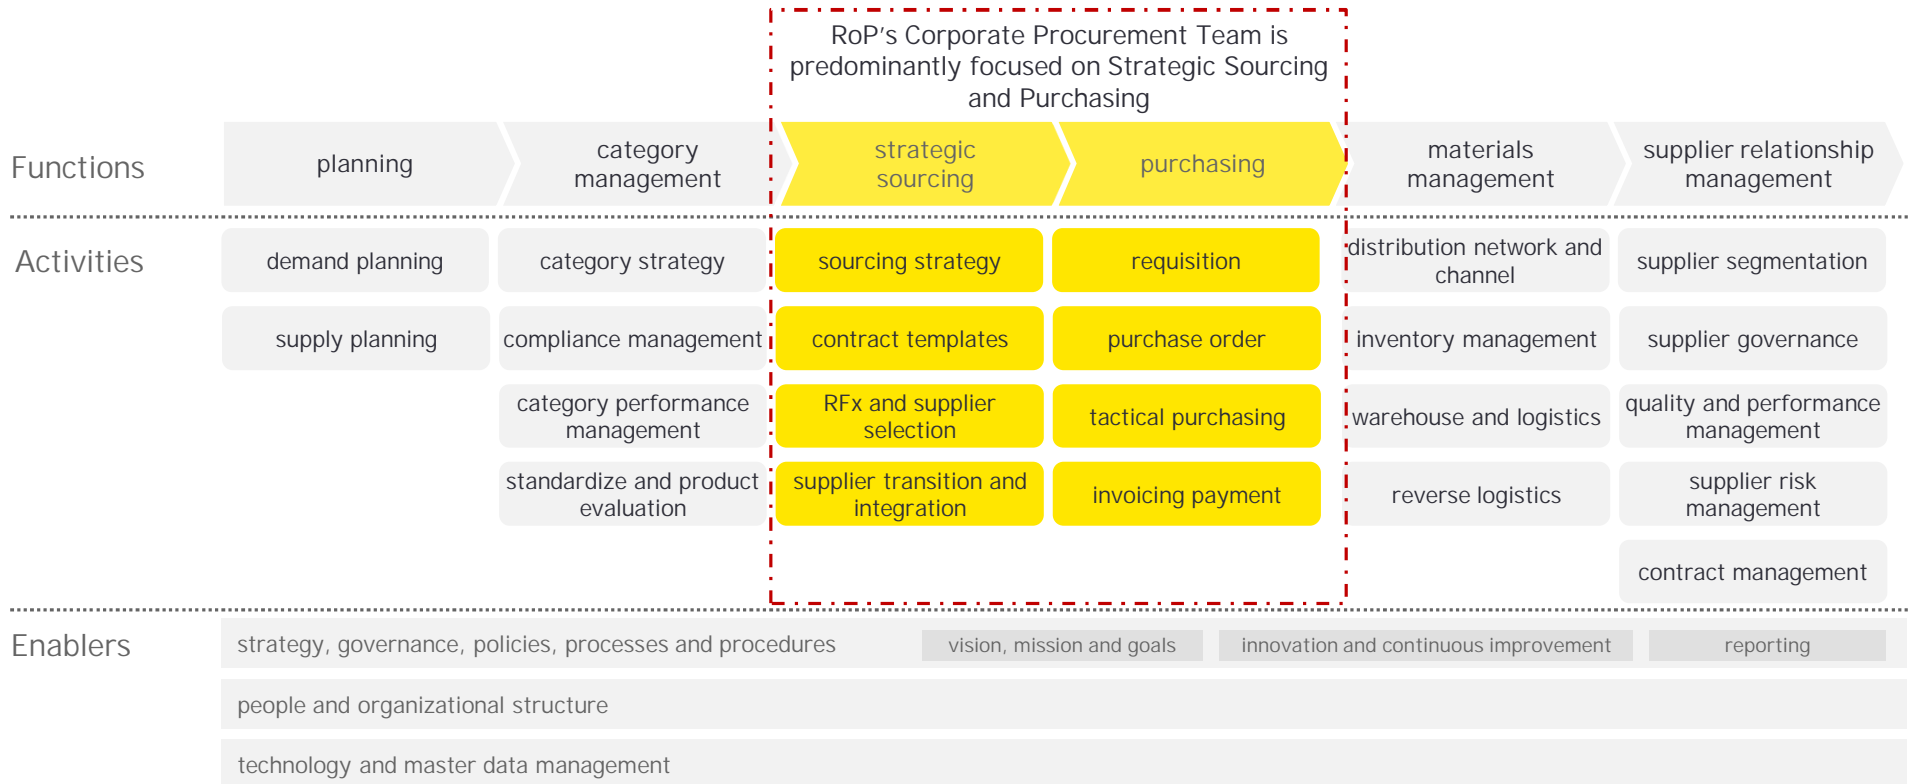 RoP's Corporate Procurement Team is
predominantly focused on Strategic Sourcing
and Purchasing
Functions
planning
category
management
strategic
sourcing
purchasing
materials
management
supplier relationship
management
Activities
demand planning
category strategy
sourcing strategy
requisition
distribution network and
channel
supplier segmentation
supply planning
compliance management
contract templates
purchase order
inventory management
supplier governance
category performance
management
RFx and supplier
selection
tactical purchasing
warehouse and logistics
quality and performance
management
standardize and product
evaluation
supplier transition and
integration
invoicing payment
reverse logistics
supplier risk
management
contract management
Enablers
strategy, governance, policies, processes and procedures
vision, mission and goals
innovation and continuous improvement
reporting
people and organizational structure
technology and master data management